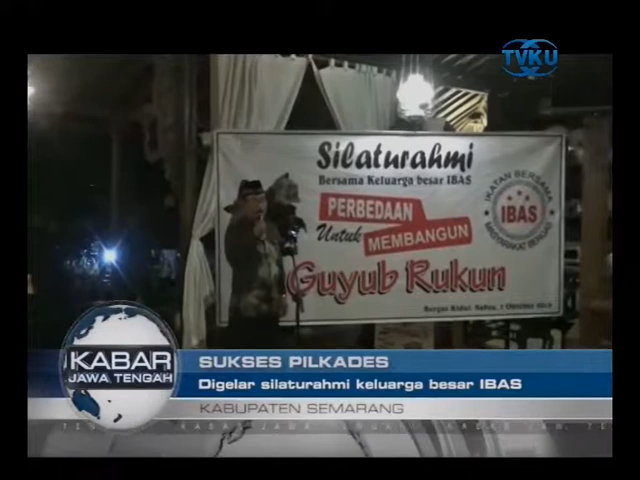 TVKU
Silaturahmi
Bersama Keluarga besar IBAS
PERBEDAAN
Untuk
MEMBANGUN
Guyub Rukun
IKATAN BERSAMA
IBAS
KABAR
JAWA TENGAH
SUKSES PILKADES
Digelar silaturahmi keluarga besar IBAS
KABUPATEN SEMARANG